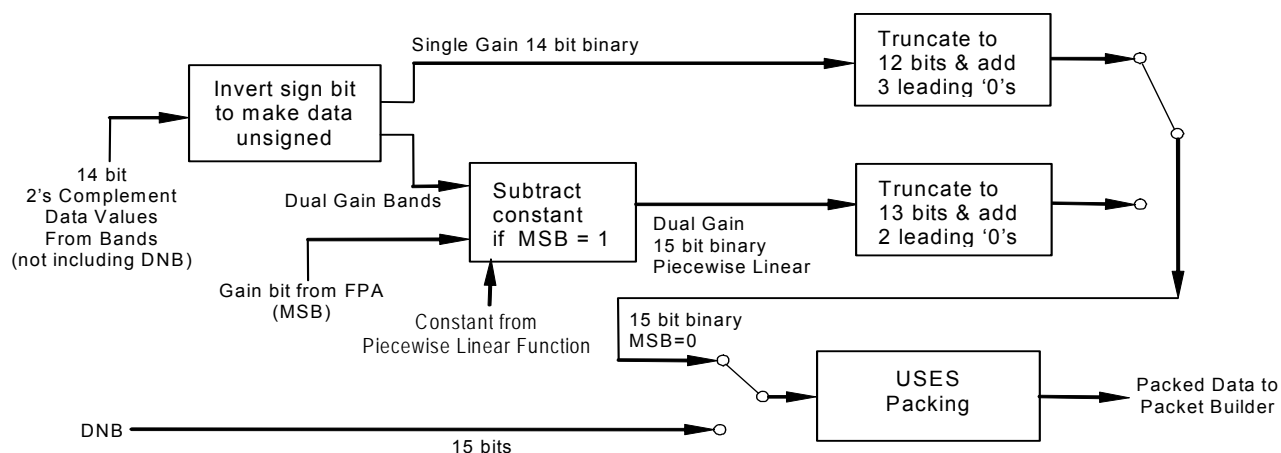 Single Gain 14 bit binary
Truncate to
12 bits & add
3 leading ‘0’s
Invert sign bit
to make data
unsigned
14 bit
2's Complement
Data Values
From Bands
(not including DNB)
Dual Gain Bands
Subtract
constant
if MSB = 1
Dual Gain
15 bit binary
Piecewise Linear
Truncate to
13 bits & add
2 leading ‘0’s
Gain bit from FPA
(MSB)
Constant from
Piecewise Linear Function
15 bit binary
MSB=0
USES
Packing
Packed Data to
Packet Builder
DNB
15 bits